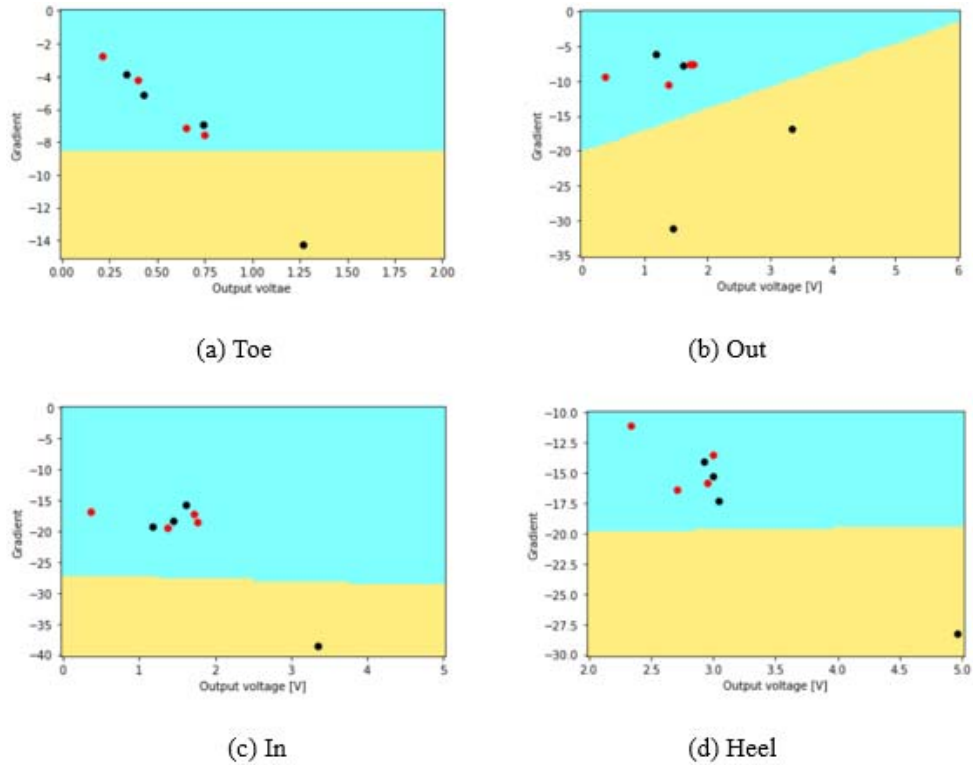 0
−2
−4
−6
−8
−10
−12
−14
Gradient
0.00 0.25 0.50 0.75 1.00 1.25 1.50 1.75 2.00
Output voltae
(a) Toe
0
−5
−10
−15
−20
−25
−30
−35
Gradient
0 1 2 3 4 5 6
Output voltage [V]
(b) Out
0
−5
−10
−15
−20
−25
−30
−35
−40
Gradient
0 1 2 3 4 5
Output voltage [V]
(c) In
−10.0
−12.5
−15.0
−17.5
−20.0
−22.5
−25.0
−27.5
−30.0
Gradient
2.0 2.5 3.0 3.5 4.0 4.5 5.0
Output voltage [V]
(d) Heel